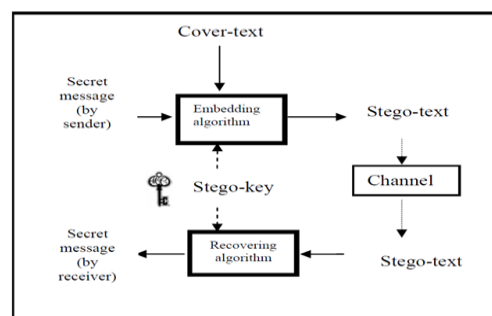 Cover-text
Secret
message
(by
sender)
Embedding
algorithm
Stego-text
Channel
Stego-key
Secret
message
(by
receiver)
Recovering
algorithm
Stego-text